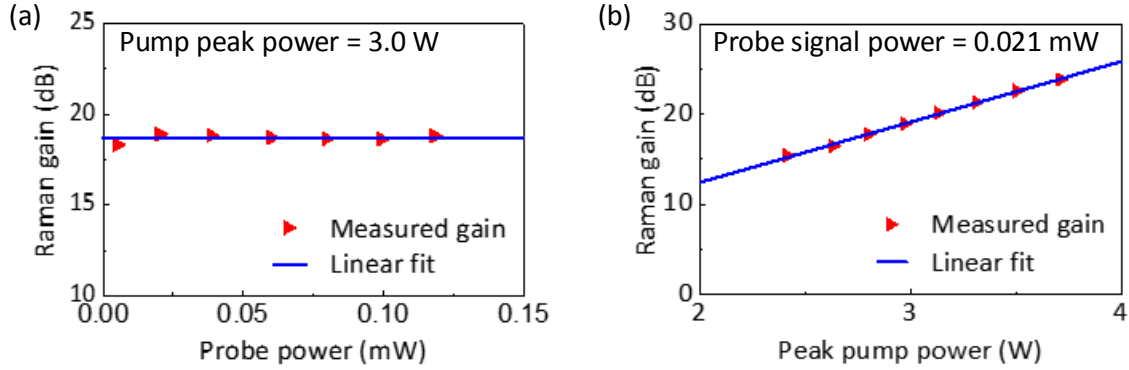 (a)
Pump peak power = 3.0 W
Raman gain (dB)
25
20
15
10
Measured gain
Linear fit
0.00
0.05
0.10
0.15
Probe power (mW)
(b)
Probe signal power = 0.021 mW
Raman gain (dB)
30
20
10
0
Measured gain
Linear fit
2
3
4
Peak pump power (W)